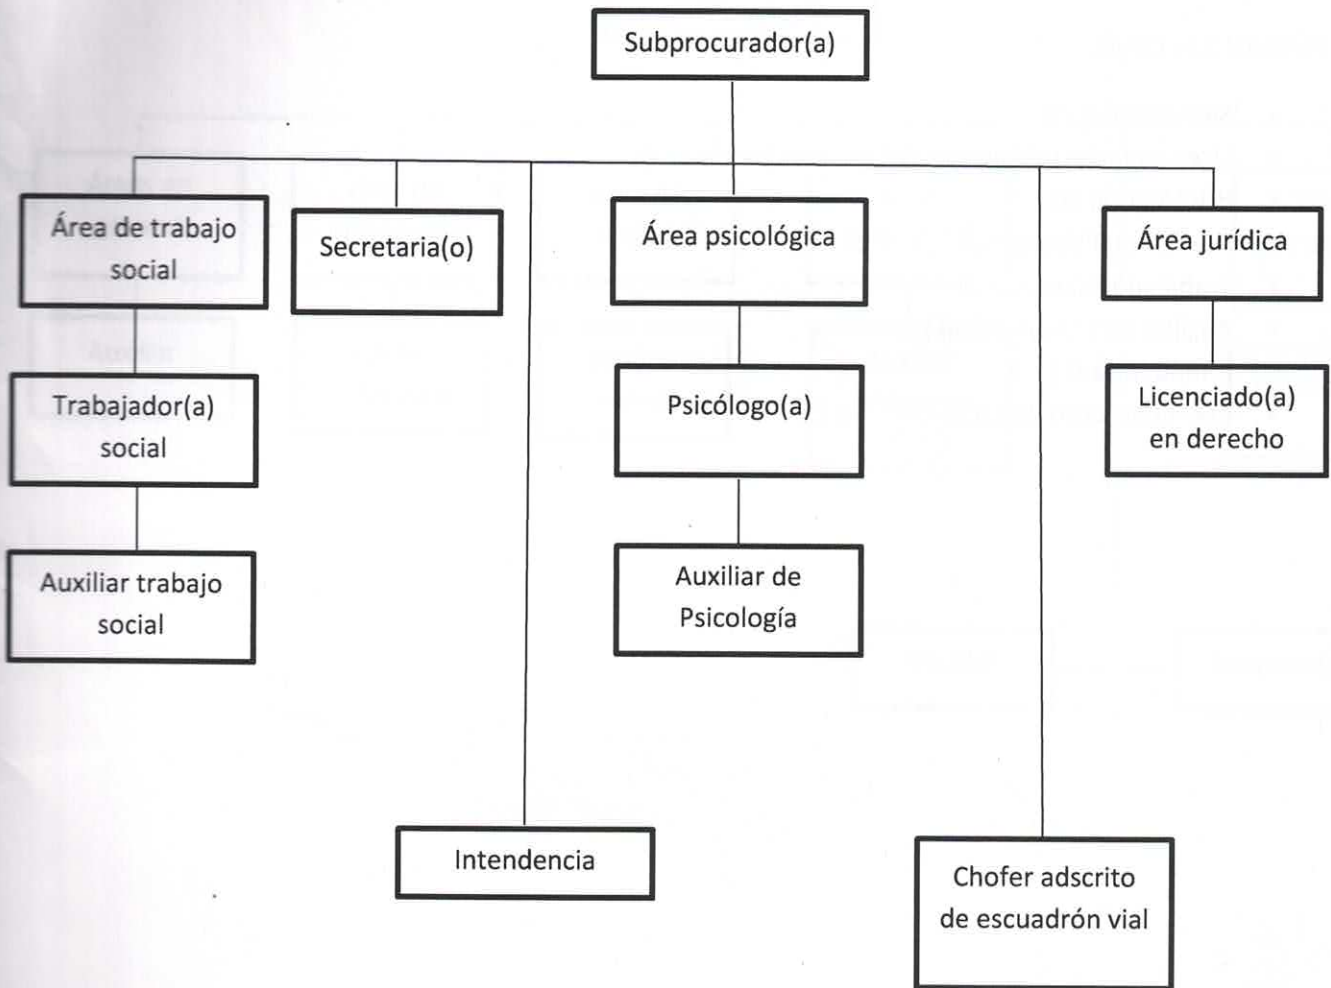 Subprocurador(a)
Área de trabajo
social
Secretaria(o)
Área psicológica
Área jurídica
Trabajador(a)
social
Psicólogo(a)
Licenciado(a)
en derecho
Auxiliar trabajo
social
Auxiliar de
Psicología
Intendencia
Chofer adscrito
de escuadrón vial